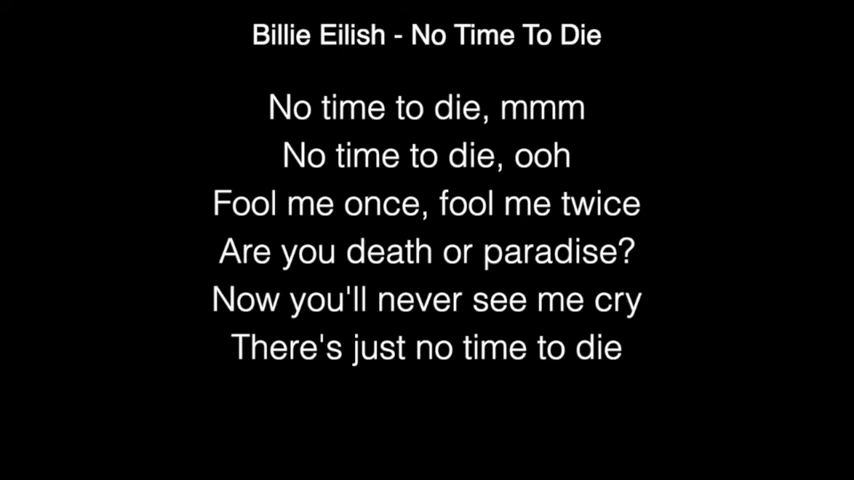 Billie Eilish - No Time To Die
No time to die, mmm
No time to die, ooh
Fool me once, fool me twice
Are you death or paradise?
Now you'll never see me cry
There's just no time to die